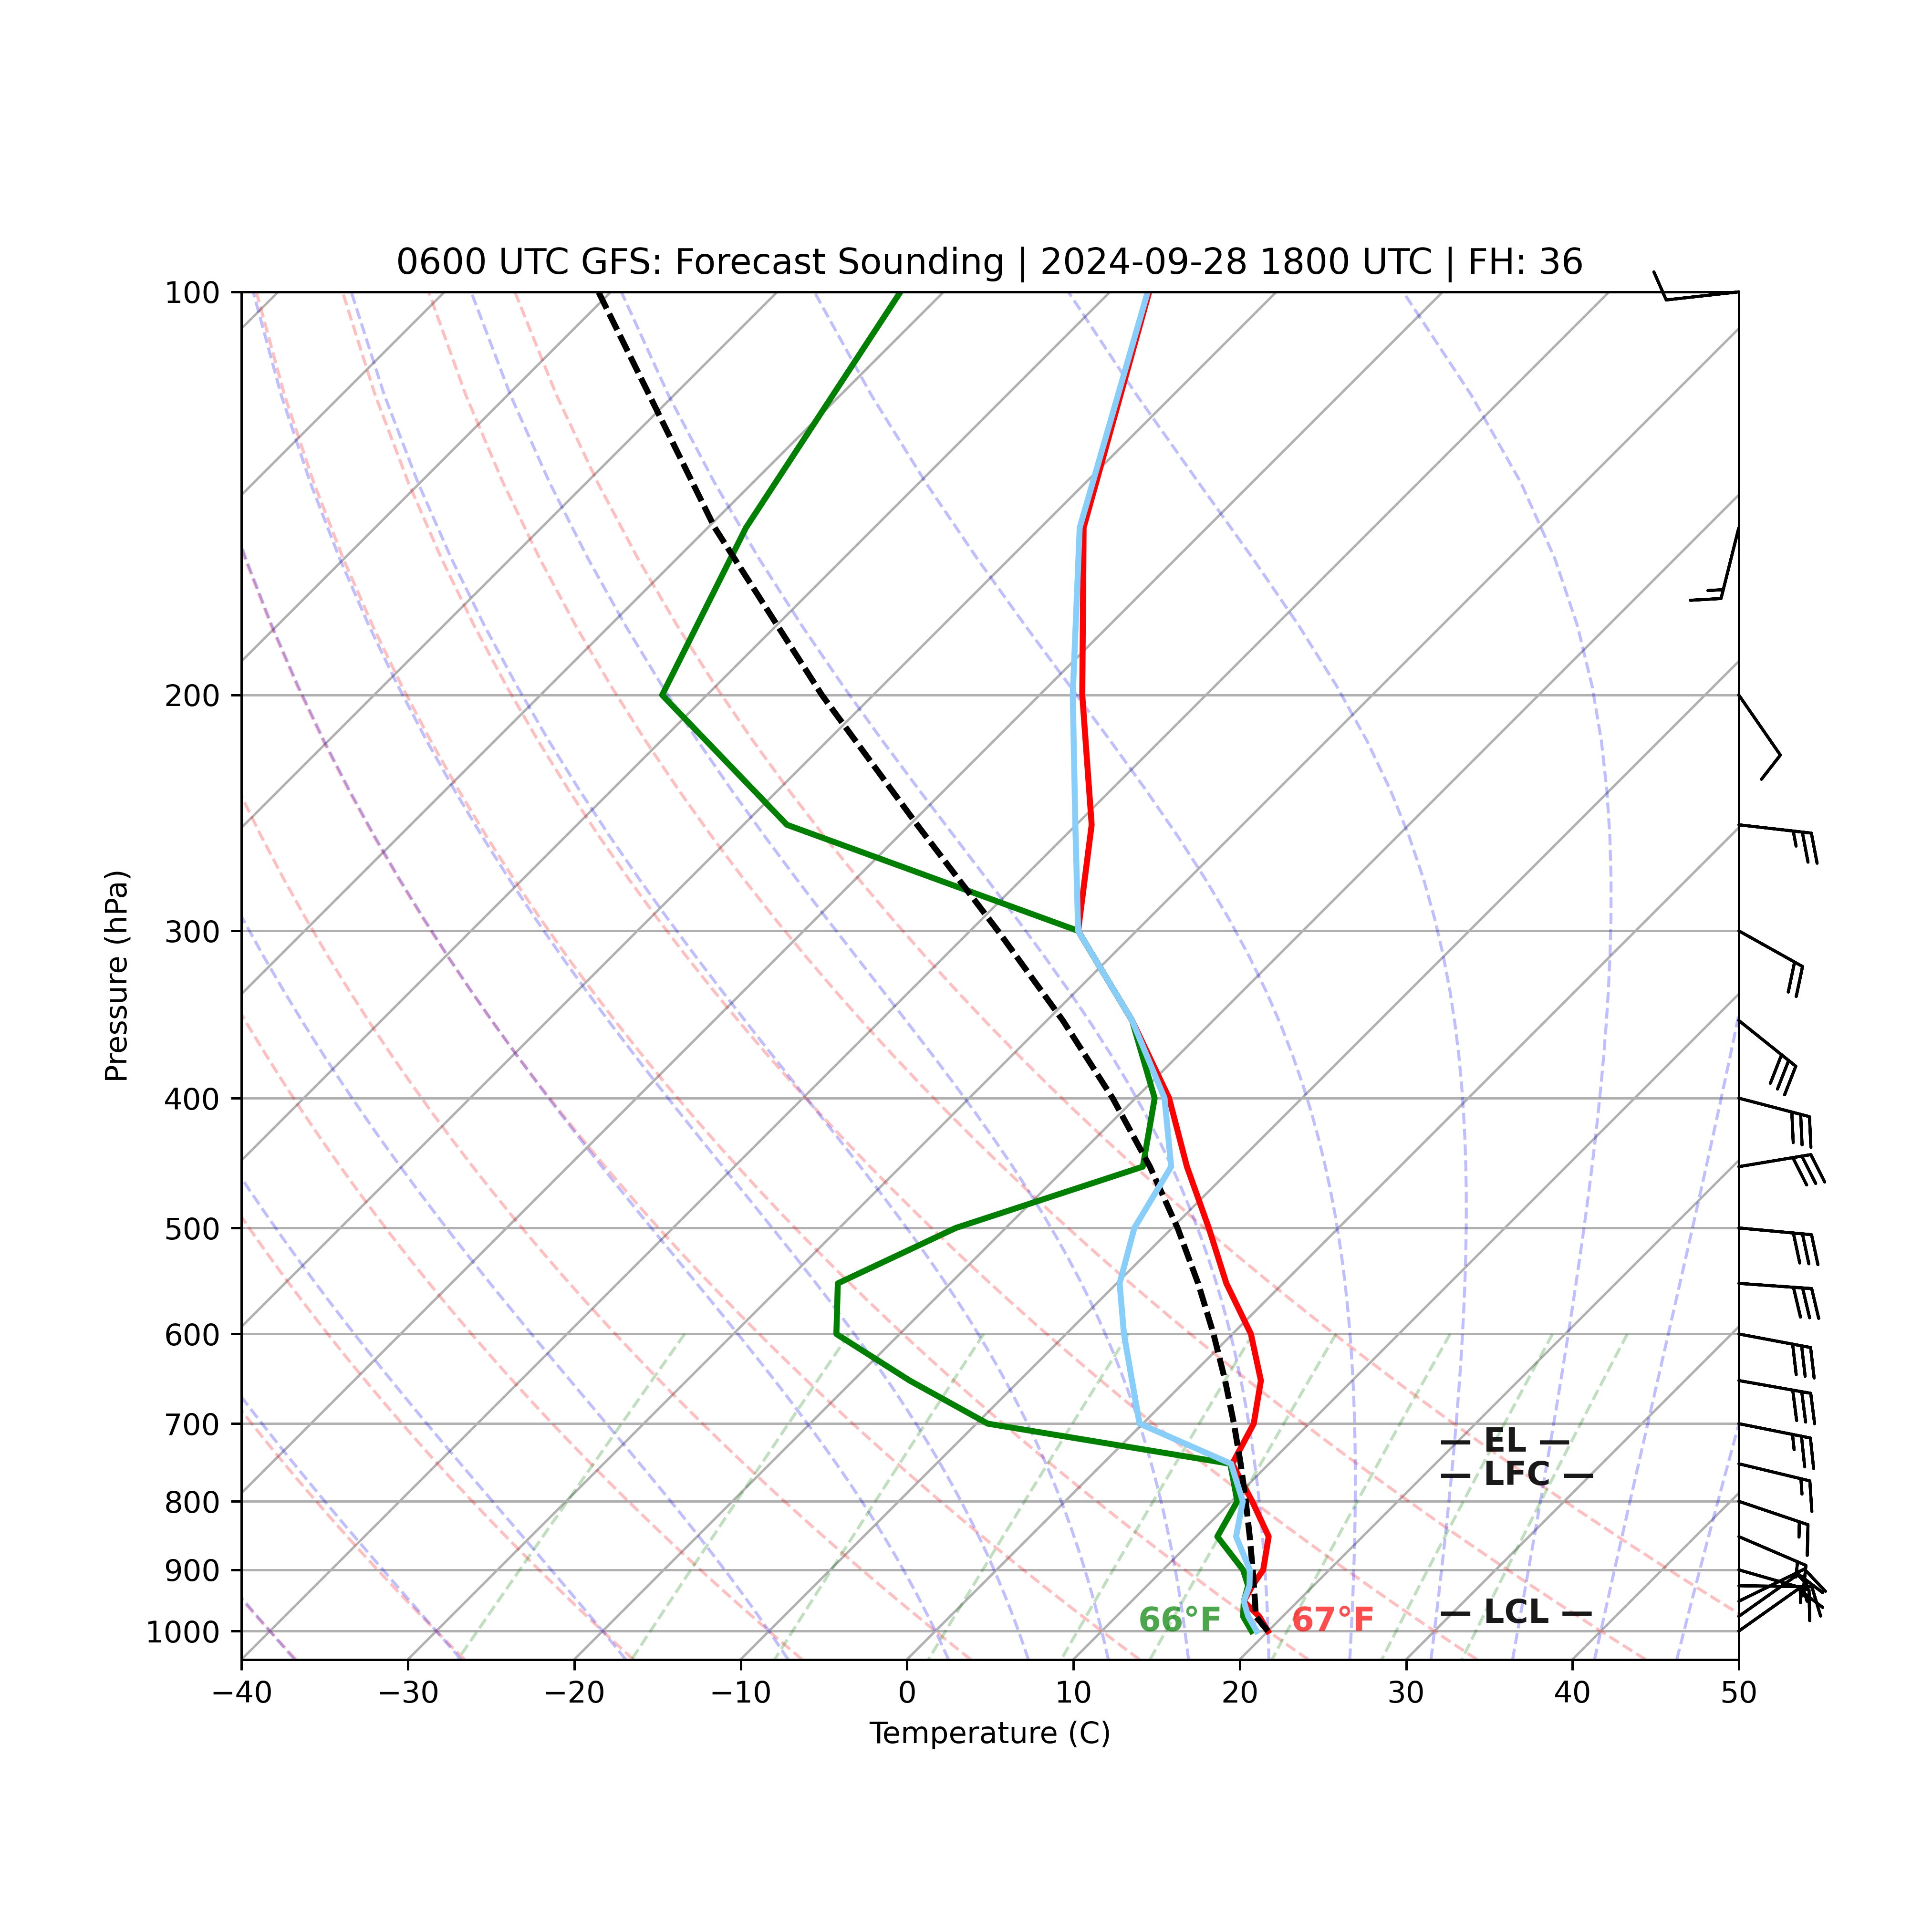 0600 UTC GFS: Forecast Sounding | 2024-09-28 1800 UTC | FH: 36
100
200
300
400
500
600
700
800
900
1000
Pressure (hPa)
— EL —
— LFC —
— LCL —
66°F 67°F
−40 −30 −20 −10 0 10 20 30 40 50
Temperature (C)